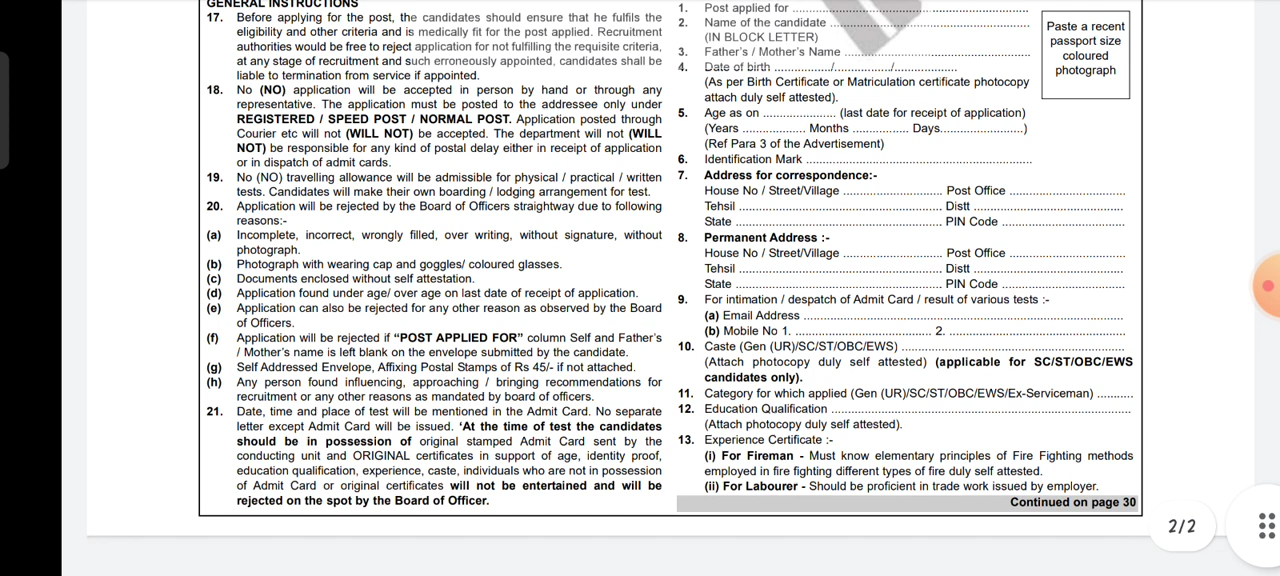 GENERAL INSTRUCTIONS
17. Before applying for the post, the candidates should ensure that he fulfils the
eligibility and other criteria and is medically fit for the post applied. Recruitment
authorities would be free to reject application for not fulfilling the requisite criteria,
at any stage of recruitment and such erroneously appointed, candidates shall be
liable to termination from service if appointed.
18. No (NO) application will be accepted in person by hand or through any
representative. The application must be posted to the addressee only under
REGISTERED / SPEED POST / NORMAL POST. Application posted through
Courier etc will not (WILL NOT) be accepted. The department will not (WILL
NOT) be responsible for any kind of postal delay either in receipt of application
or in dispatch of admit cards.
19. No (NO) travelling allowance will be admissible for physical / practical / written
tests. Candidates will make their own boarding / lodging arrangement for test.
20. Application will be rejected by the Board of Officers straightway due to following
reasons:-
(a) Incomplete, incorrect, wrongly filled, over writing, without signature, without
photograph.
(b) Photograph with wearing cap and goggles/ coloured glasses.
(c) Documents enclosed without self attestation.
(d) Application found under age/ over age on last date of receipt of application.
(e) Application can also be rejected for any other reason as observed by the Board
of Officers.
(f) Application will be rejected if “POST APPLIED FOR” column Self and Father's
/ Mother's name is left blank on the envelope submitted by the candidate.
(g) Self Addressed Envelope, Affixing Postal Stamps of Rs 45/- if not attached.
(h) Any person found influencing, approaching / bringing recommendations for
recruitment or any other reasons as mandated by board of officers.
21. Date, time and place of test will be mentioned in the Admit Card. No separate
letter except Admit Card will be issued. ‘At the time of test the candidates
should be in possession of original stamped Admit Card sent by the
conducting unit and ORIGINAL certificates in support of age, identity proof,
education qualification, experience, caste, individuals who are not in possession
of Admit Card or original certificates will not be entertained and will be
rejected on the spot by the Board of Officer.
1. Post applied for ..............................
2. Name of the candidate ..............................
(IN BLOCK LETTER)
3. Father's / Mother's Name ..............................
4. Date of birth ............../............../..............
(As per Birth Certificate or Matriculation certificate photocopy
attach duly self attested).
Paste a recent
passport size
coloured
photograph
5. Age as on ...................... (last date for receipt of application)
(Years ................... Months ................. Days.........................)
(Ref Para 3 of the Advertisement)
6. Identification Mark ..............................
7. Address for correspondence:-
House No / Street/Village .............................. Post Office ..............................
Tehsil .............................. Distt ..............................
State .............................. PIN Code ..............................
8. Permanent Address :-
House No / Street/Village .............................. Post Office ..............................
Tehsil .............................. Distt ..............................
State .............................. PIN Code ..............................
9. For intimation / despatch of Admit Card / result of various tests :-
(a) Email Address ..............................
(b) Mobile No 1. .............................. 2. ..............................
10. Caste (Gen (UR)/SC/ST/OBC/EWS) ..............................
(Attach photocopy duly self attested) (applicable for SC/ST/OBC/EWS
candidates only).
11. Category for which applied (Gen (UR)/SC/ST/OBC/EWS/Ex-Serviceman) ...........
12. Education Qualification ..............................
(Attach photocopy duly self attested).
13. Experience Certificate :-
(i) For Fireman - Must know elementary principles of Fire Fighting methods
employed in fire fighting different types of fire duly self attested.
(ii) For Labourer - Should be proficient in trade work issued by employer.
Continued on page 30
2/2